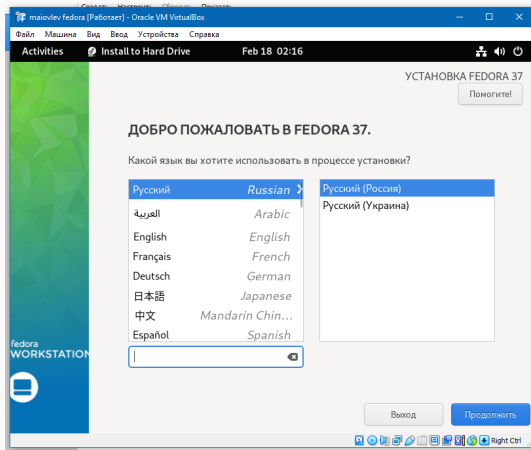 maiovlev fedora [Работает] - Oracle VM VirtualBox
Файл Машина Вид Ввод Устройства Справка
Activities Install to Hard Drive Feb 18 02:16
УСТАНОВКА FEDORA 37
Помогите!
ДОБРО ПОЖАЛОВАТЬ В FEDORA 37.
Какой язык вы хотите использовать в процессе установки?
Русский Russian
العربية Arabic
English English
Français French
Deutsch German
日本語 Japanese
中文 Mandarin Chin...
Español Spanish
Русский (Россия)
Русский (Украина)
fedora
WORKSTATION
Выход
Продолжить
Right Ctrl